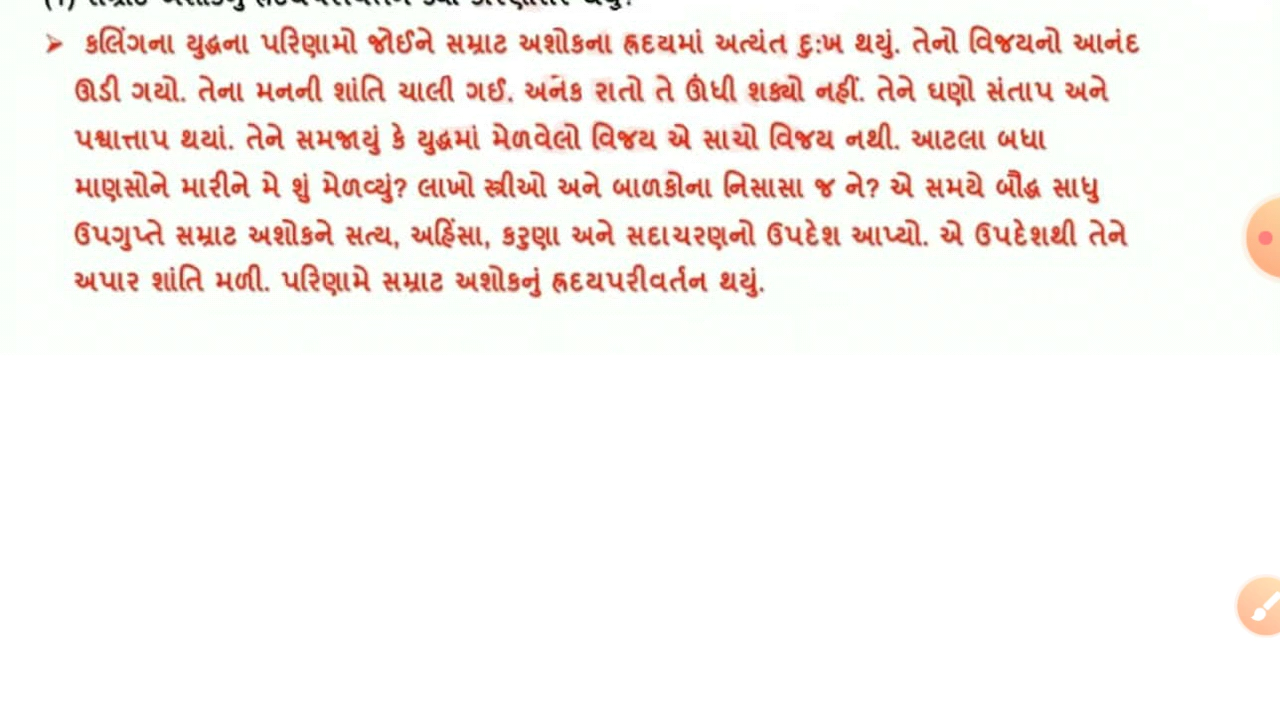 ➢ કલિંગના યુદ્ધના પરિણામો જોઈને સમ્રાટ અશોકના હ્રદયમાં અત્યંત દુઃખ થયું. તેનો વિજયનો આનંદ
ઊડી ગયો. તેના મનની શાંતિ ચાલી ગઈ. અનેક રાતો તે ઊંઘી શક્યો નહીં. તેને ઘણો સંતાપ અને
પશ્વાત્તાપ થયાં. તેને સમજાયું કે યુદ્ધમાં મેળવેલો વિજય એ સાચો વિજય નથી. આટલા બધા
માણસોને મારીને મે શું મેળવ્યું? લાખો સ્ત્રીઓ અને બાળકોના નિસાસા જ ને? એ સમયે બૌદ્ધ સાધુ
ઉપગુપ્તે સમ્રાટ અશોકને સત્ય, અહિંસા, કરુણા અને સદાચરણનો ઉપદેશ આપ્યો. એ ઉપદેશથી તેને
અપાર શાંતિ મળી. પરિણામે સમ્રાટ અશોકનું હ્રદયપરીવર્તન થયું.